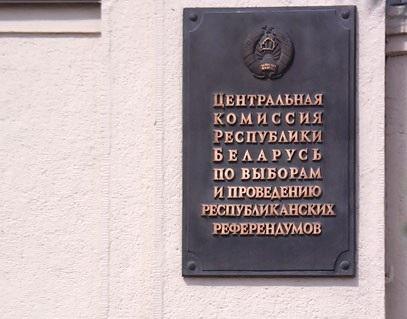 Центральная
комиссия
Республики
Беларусь
по выборам
и проведению
республиканских
референдумов